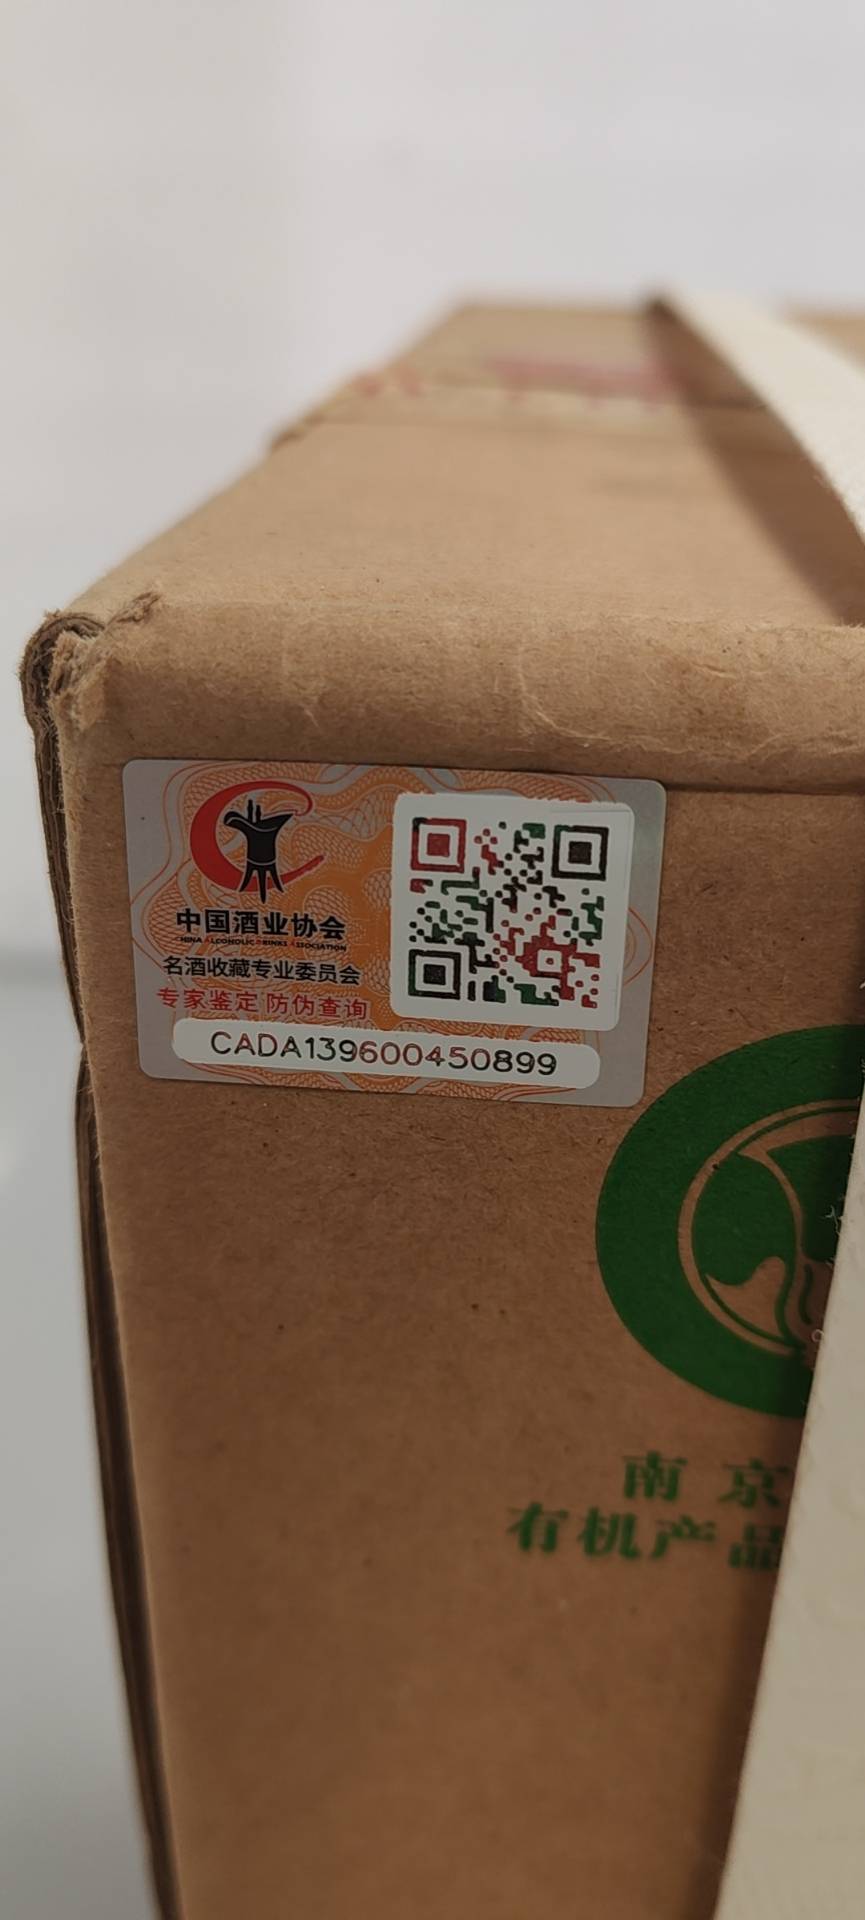 中国酒业协会
CHINA ALCOHOLIC DRINKS ASSOCIATION
名酒收藏专业委员会
专家鉴定 防伪查询
CADA139600450899
南京
有机产品